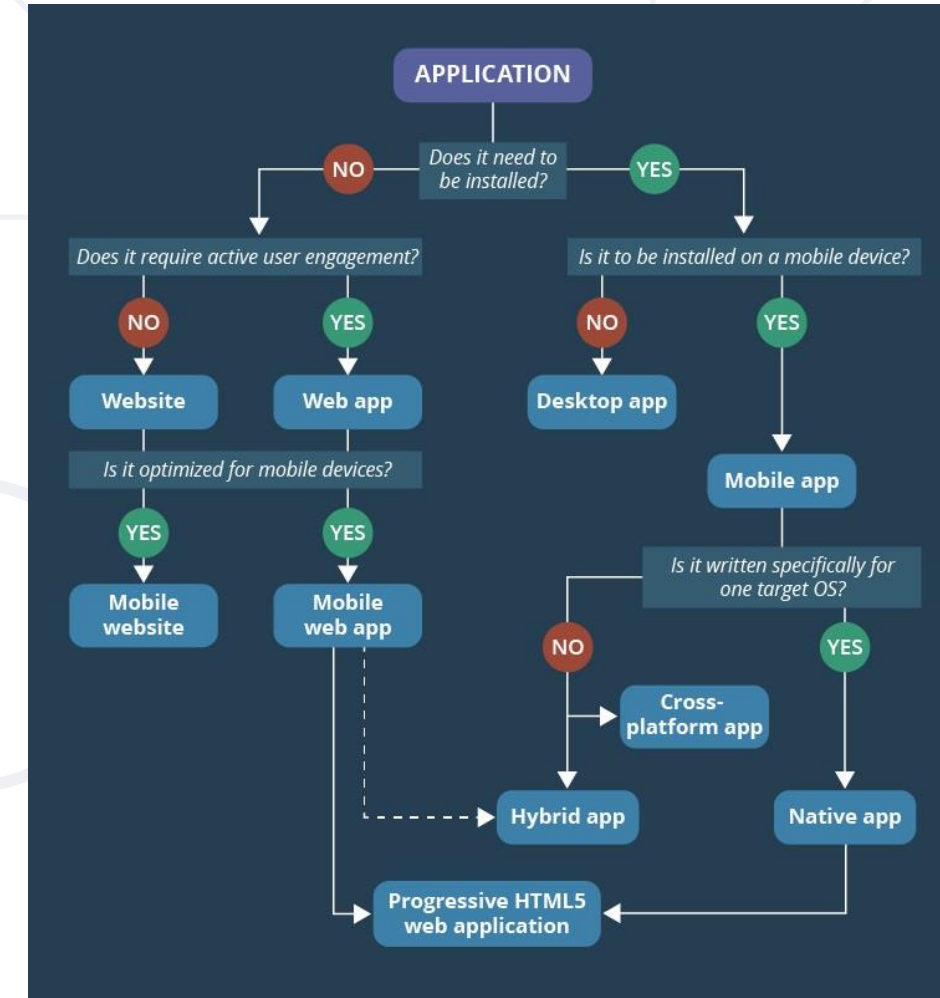 APPLICATION
Does it need to
be installed?
NO
YES
Does it require active user engagement?
Is it to be installed on a mobile device?
NO
YES
NO
YES
Website
Web app
Desktop app
Is it optimized for mobile devices?
Mobile app
YES
YES
Is it written specifically for
one target OS?
Mobile
website
Mobile
web app
NO
YES
Cross-
platform app
Hybrid app
Native app
Progressive HTML5
web application